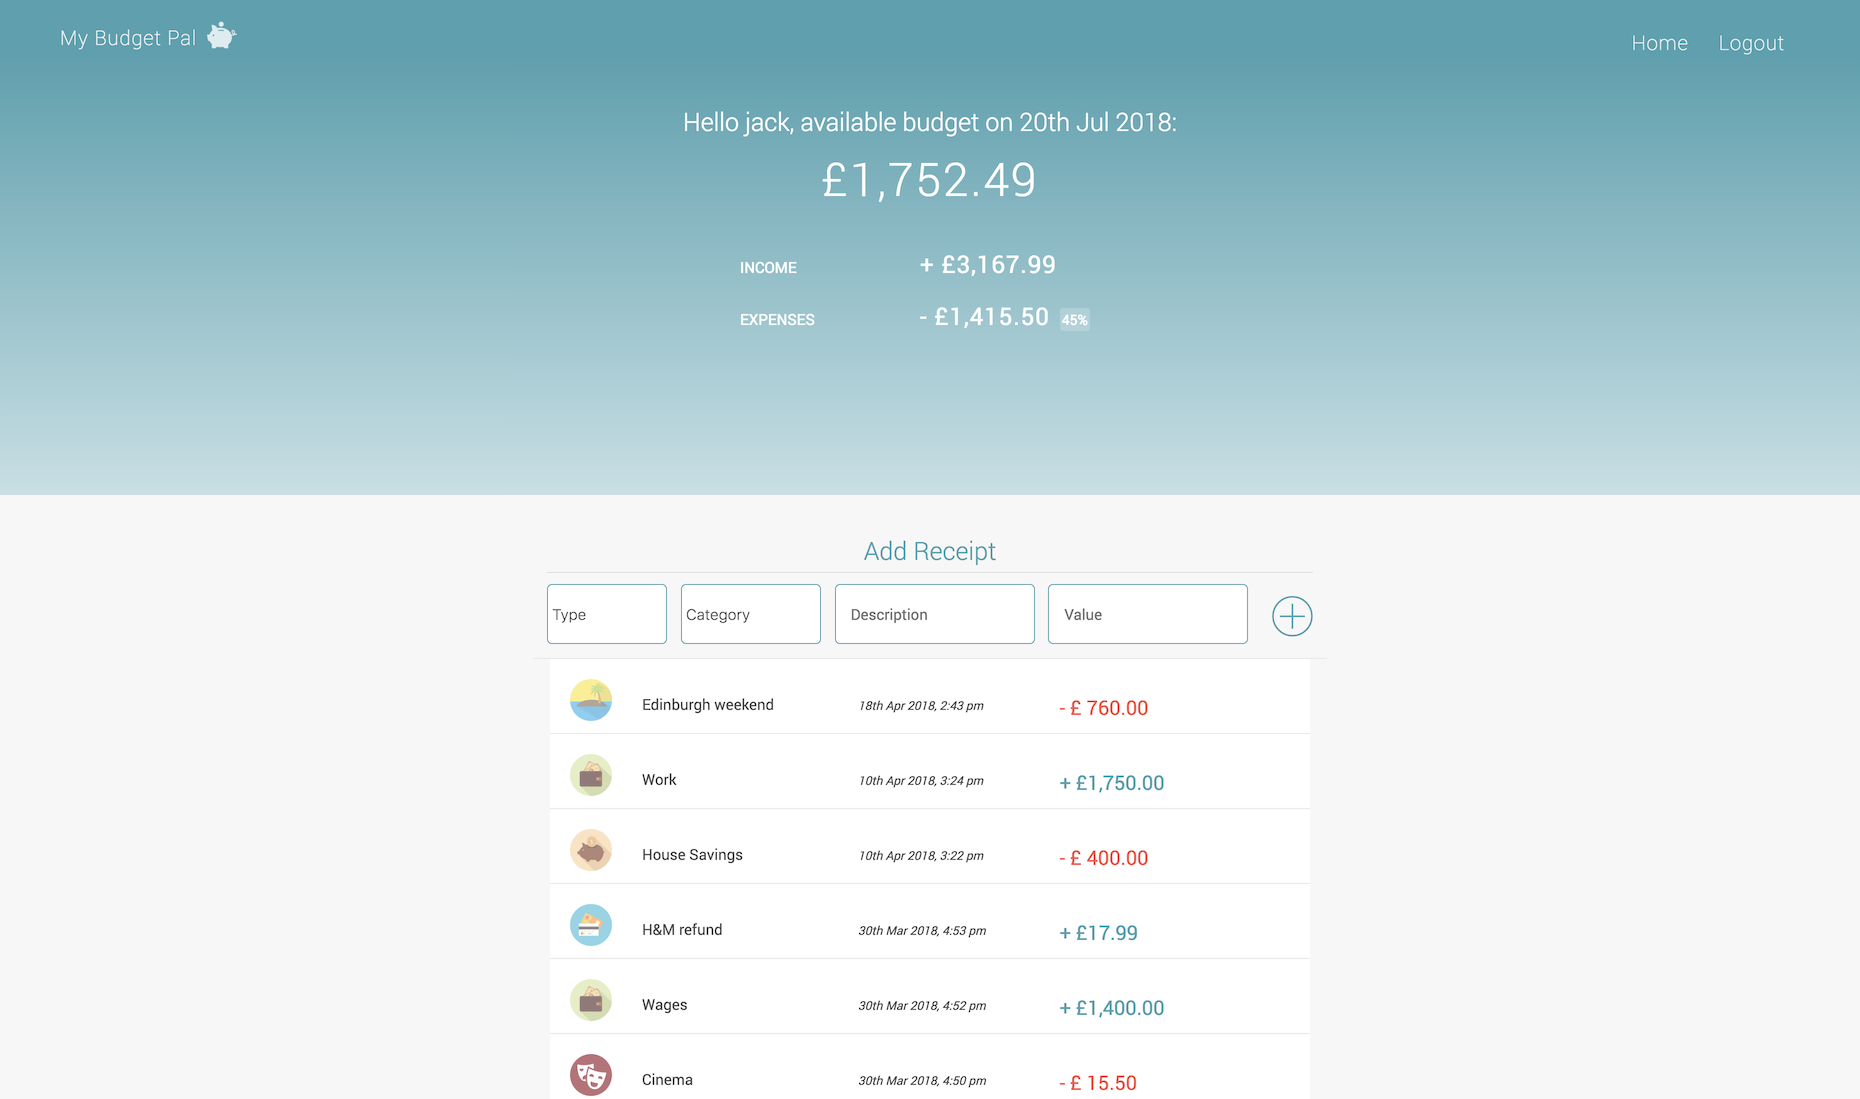 My Budget Pal
Home Logout
Hello jack, available budget on 20th Jul 2018:
£1,752.49
INCOME + £3,167.99
EXPENSES - £1,415.50 45%
Add Receipt
Type Category Description Value
Edinburgh weekend 18th Apr 2018, 2:43 pm - £ 760.00
Work 10th Apr 2018, 3:24 pm + £1,750.00
House Savings 10th Apr 2018, 3:22 pm - £ 400.00
H&M refund 30th Mar 2018, 4:53 pm + £17.99
Wages 30th Mar 2018, 4:52 pm + £1,400.00
Cinema 30th Mar 2018, 4:50 pm - £ 15.50